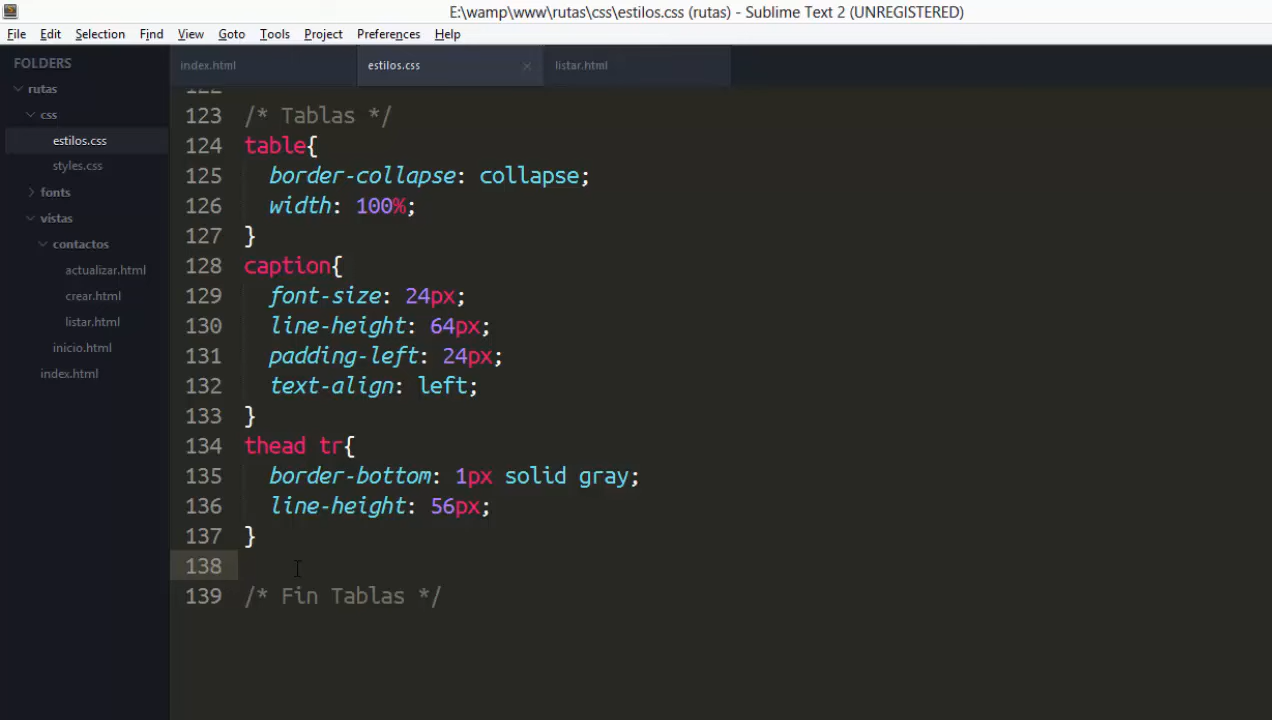 E:\wamp\www\rutas\css\estilos.css (rutas) - Sublime Text 2 (UNREGISTERED)
File Edit Selection Find View Goto Tools Project Preferences Help
FOLDERS
rutas
css
estilos.css
styles.css
fonts
vistas
contactos
actualizar.html
crear.html
listar.html
inicio.html
index.html
index.html estilos.css × listar.html
123 /* Tablas */
124 table{
125 border-collapse: collapse;
126 width: 100%;
127 }
128 caption{
129 font-size: 24px;
130 line-height: 64px;
131 padding-left: 24px;
132 text-align: left;
133 }
134 thead tr{
135 border-bottom: 1px solid gray;
136 line-height: 56px;
137 }
138
139 /* Fin Tablas */